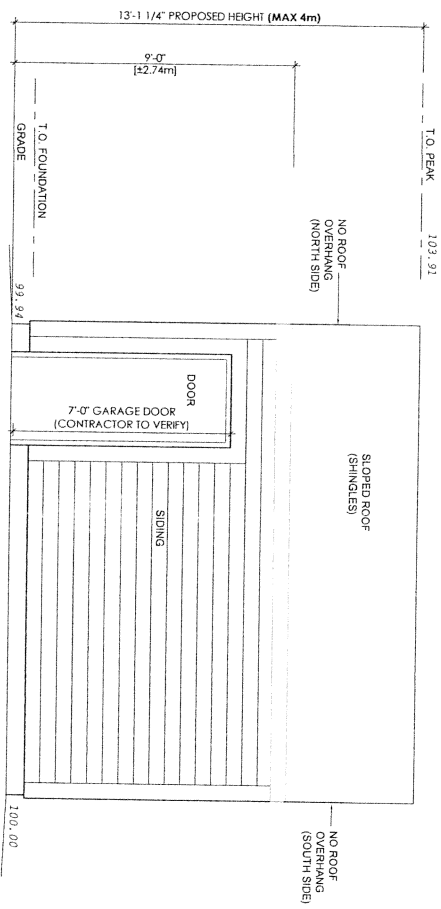 13'-1 1/4" PROPOSED HEIGHT (MAX 4m)
9'-0"
[±2.74m]
T.O. PEAK
103.91
T.O. FOUNDATION
GRADE
99.94
NO ROOF
OVERHANG
(NORTH SIDE)
SLOPED ROOF
(SHINGLES)
DOOR
7'-0" GARAGE DOOR
(CONTRACTOR TO VERIFY)
SIDING
NO ROOF
OVERHANG
(SOUTH SIDE)
100.00